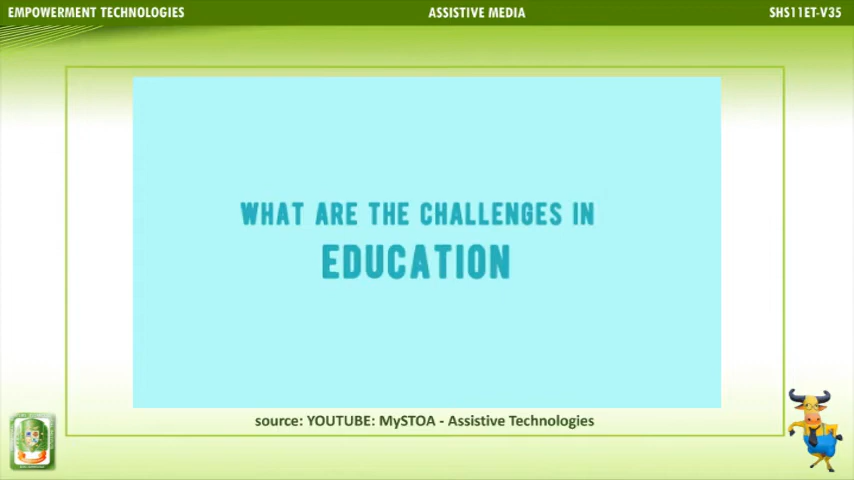 EMPOWERMENT TECHNOLOGIES
ASSISTIVE MEDIA
SHS11ET-V35
WHAT ARE THE CHALLENGES IN
EDUCATION
source: YOUTUBE: MySTOA - Assistive Technologies